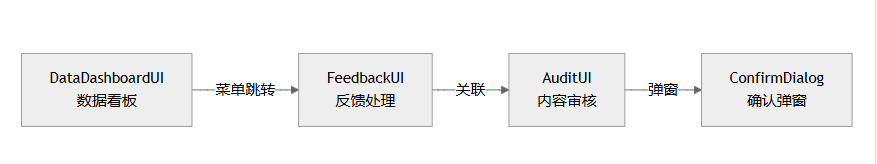 DataDashboardUI
数据看板
菜单跳转
FeedbackUI
反馈处理
关联
AuditUI
内容审核
弹窗
ConfirmDialog
确认弹窗